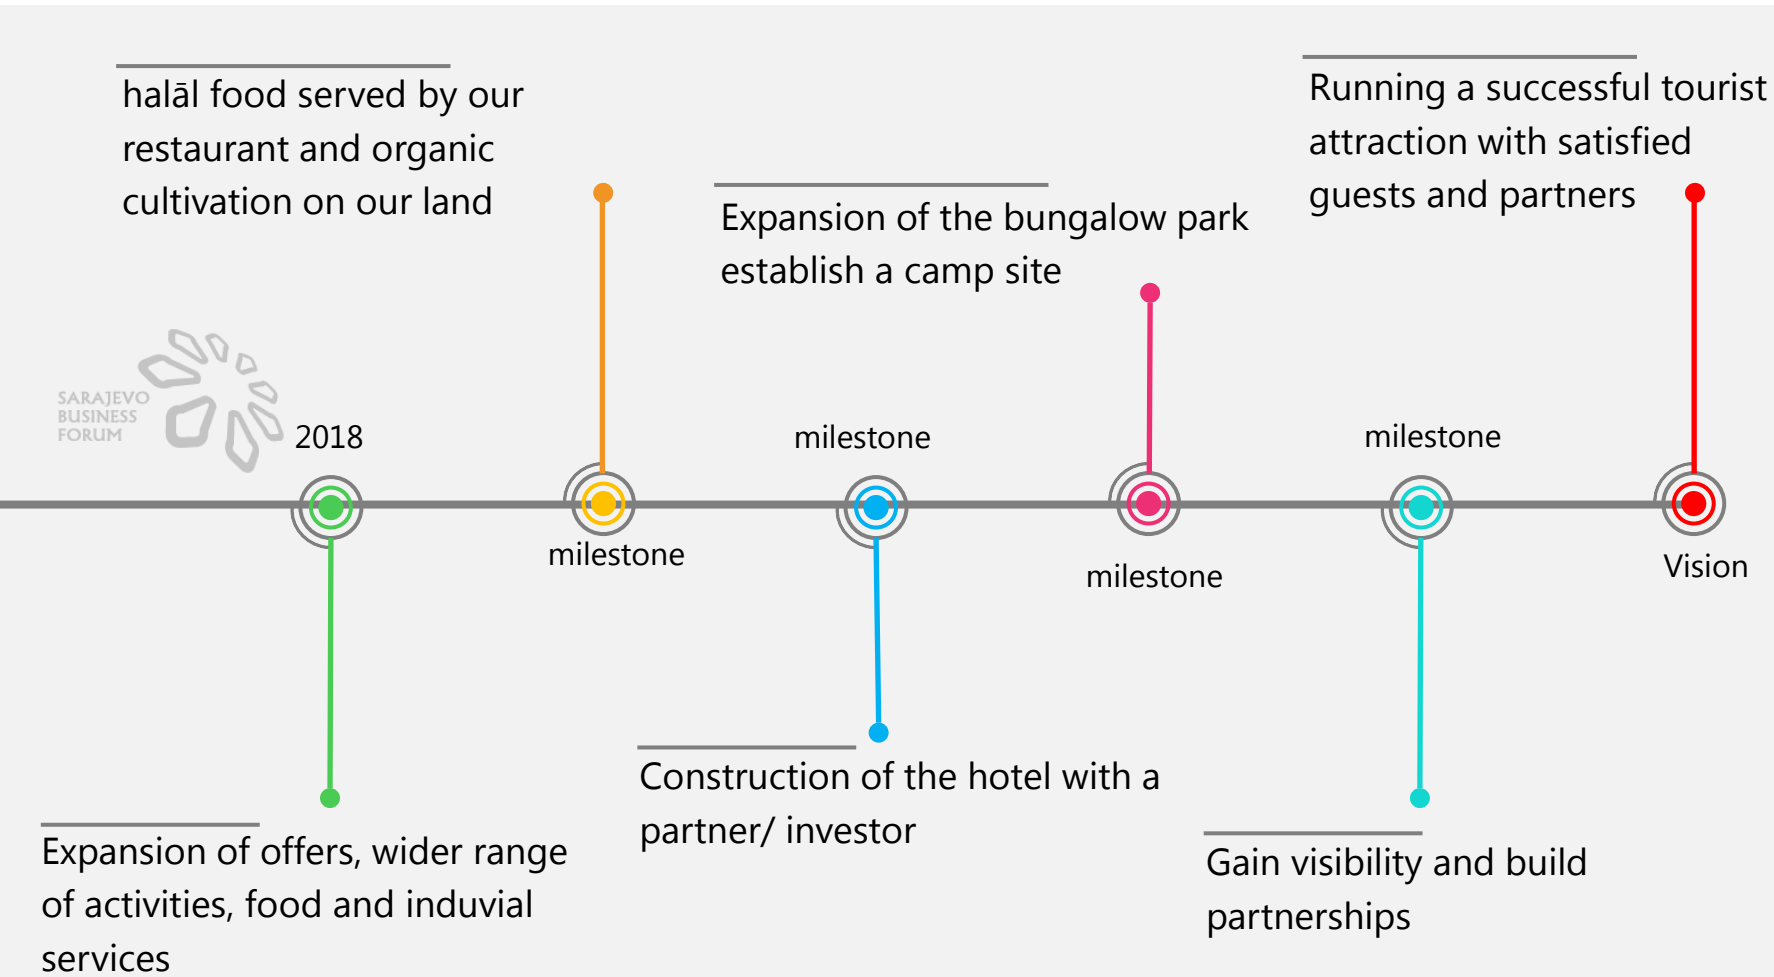 halāl food served by our
restaurant and organic
cultivation on our land
Expansion of the bungalow park
establish a camp site
Running a successful tourist
attraction with satisfied
guests and partners
SARAJEVO
BUSINESS
FORUM
2018
milestone
milestone
milestone
milestone
Vision
Expansion of offers, wider range
of activities, food and induvial
services
Construction of the hotel with a
partner/ investor
Gain visibility and build
partnerships